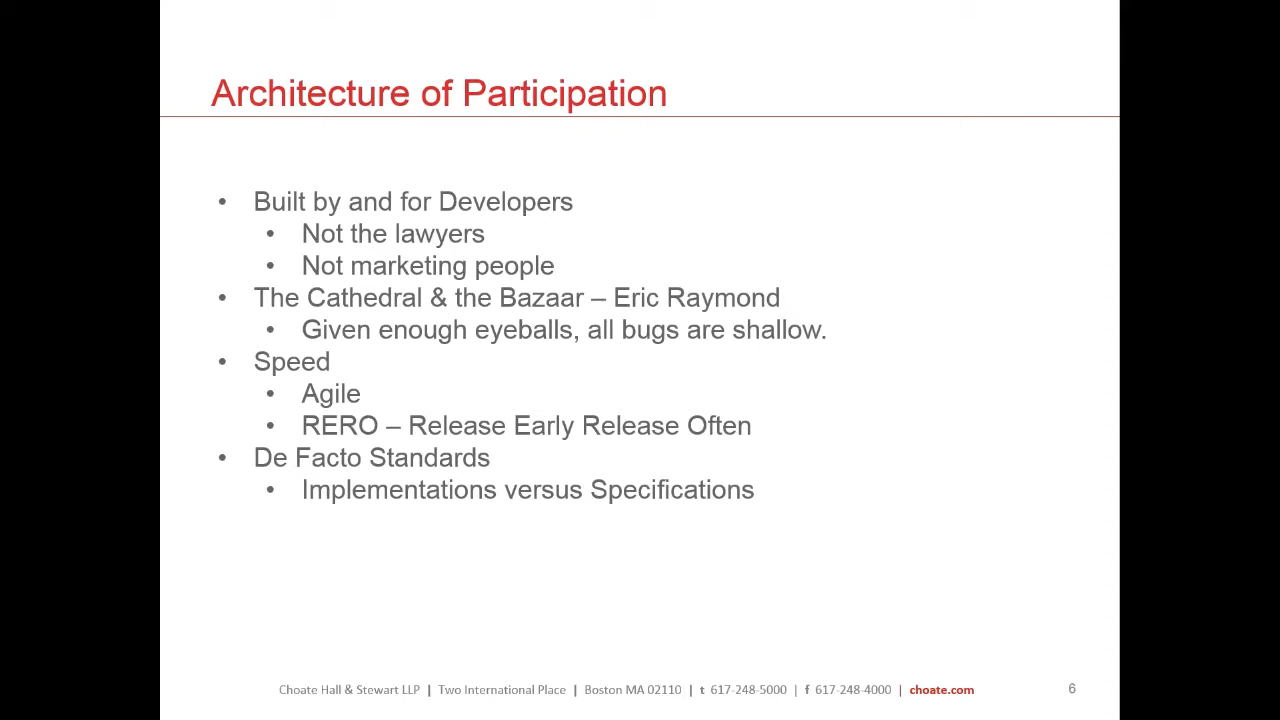 Architecture of Participation
• Built by and for Developers
• Not the lawyers
• Not marketing people
• The Cathedral & the Bazaar – Eric Raymond
• Given enough eyeballs, all bugs are shallow.
• Speed
• Agile
• RERO – Release Early Release Often
• De Facto Standards
• Implementations versus Specifications
Choate Hall & Stewart LLP | Two International Place | Boston MA 02110 | t 617-248-5000 | f 617-248-4000 | choate.com 6